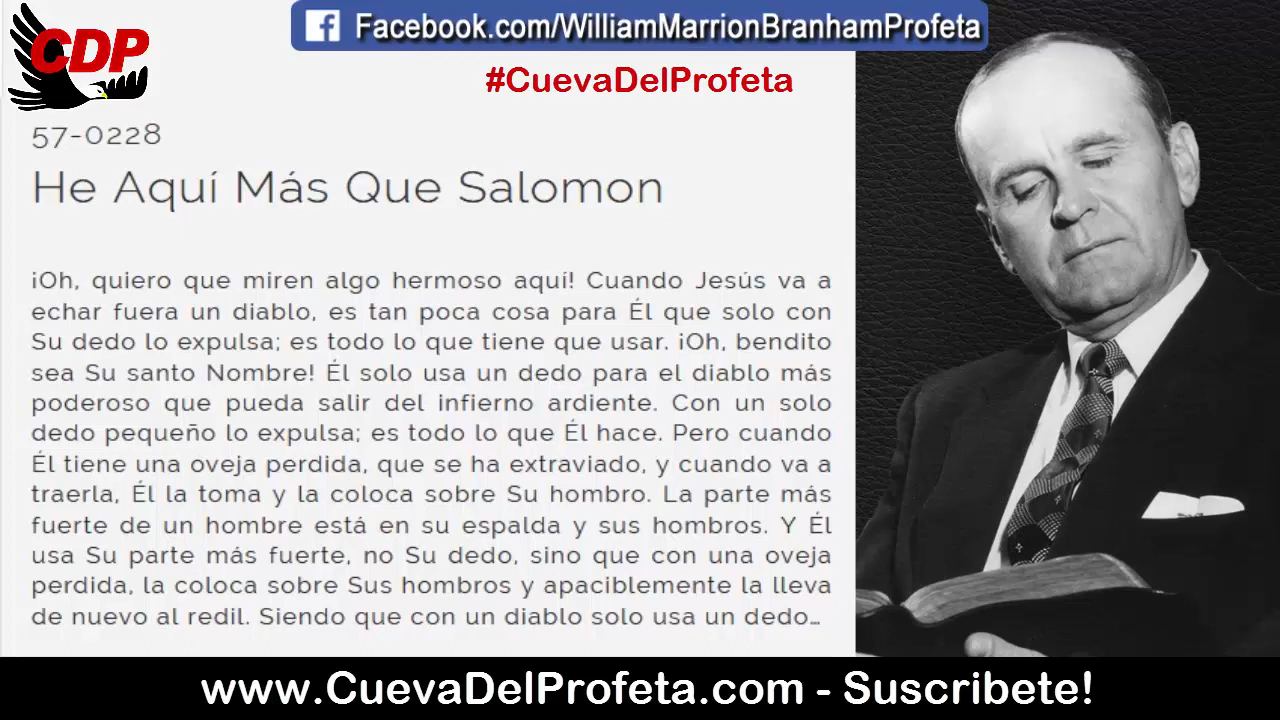 Facebook.com/WilliamMarrionBranhamProfeta
CDP
#CuevaDelProfeta
57-0228
He Aquí Más Que Salomon
¡Oh, quiero que miren algo hermoso aquí! Cuando Jesús va a
echar fuera un diablo, es tan poca cosa para Él que solo con
Su dedo lo expulsa; es todo lo que tiene que usar. ¡Oh, bendito
sea Su santo Nombre! Él solo usa un dedo para el diablo más
poderoso que pueda salir del infierno ardiente. Con un solo
dedo pequeño lo expulsa; es todo lo que Él hace. Pero cuando
Él tiene una oveja perdida, que se ha extraviado, y cuando va a
traerla, Él la toma y la coloca sobre Su hombro. La parte más
fuerte de un hombre está en su espalda y sus hombros. Y Él
usa Su parte más fuerte, no Su dedo, sino que con una oveja
perdida, la coloca sobre Sus hombros y apaciblemente la lleva
de nuevo al redil. Siendo que con un diablo solo usa un dedo...
www.CuevaDelProfeta.com - Suscribete!